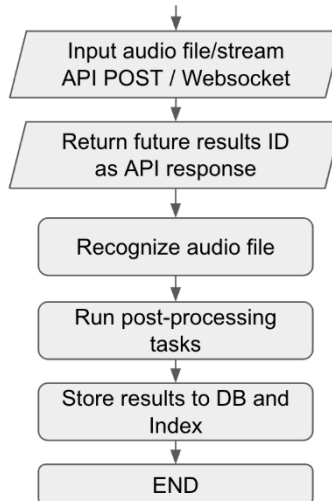 Input audio file/stream
API POST / Websocket
Return future results ID
as API response
Recognize audio file
Run post-processing
tasks
Store results to DB and
Index
END